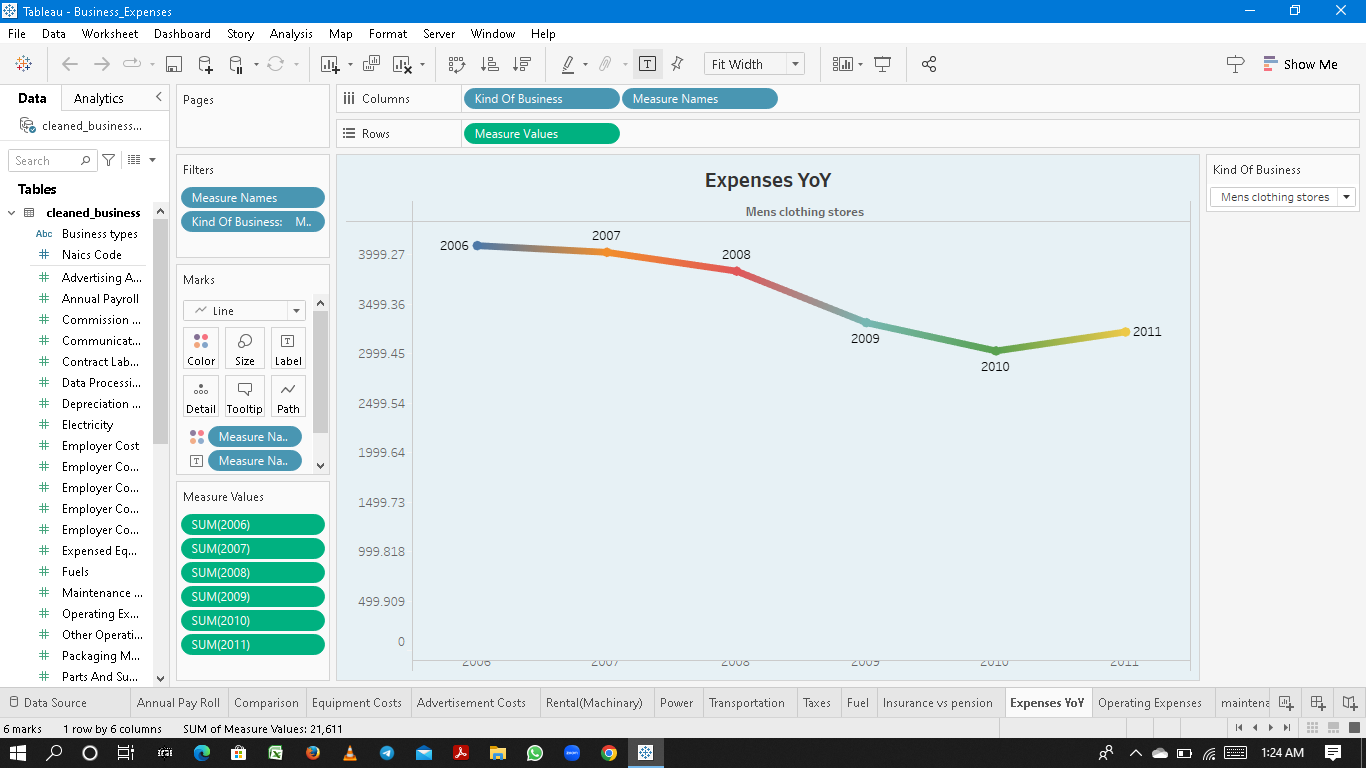 Tableau - Business_Expenses
File Data Worksheet Dashboard Story Analysis Map Format Server Window Help
Fit Width
Show Me
Data Analytics
cleaned_business...
Search
Tables
cleaned_business
Abc Business types
Naics Code
Advertising A...
Annual Payroll
Commission ...
Communicat...
Contract Lab...
Data Processi...
Depreciation ...
Electricity
Employer Cost
Employer Co...
Employer Co...
Employer Co...
Employer Co...
Expensed Eq...
Fuels
Maintenance ...
Operating Ex...
Other Operati...
Packaging M...
Parts And Su...
Pages
Filters
Measure Names
Kind Of Business: M..
Marks
Line
Color Size Label
Detail Tooltip Path
Measure Na..
Measure Na..
Measure Values
SUM(2006)
SUM(2007)
SUM(2008)
SUM(2009)
SUM(2010)
SUM(2011)
Columns Kind Of Business Measure Names
Rows Measure Values
Expenses YoY
Mens clothing stores
3999.27
3499.36
2999.45
2499.54
1999.64
1499.73
999.818
499.909
0
2006
2007
2008
2009
2010
2011
2006 2007 2008 2009 2010 2011
Kind Of Business
Mens clothing stores
Data Source Annual Pay Roll Comparison Equipment Costs Advertisement Costs Rental(Machinary) Power Transportation Taxes Fuel Insurance vs pension Expenses YoY Operating Expenses maintena
6 marks 1 row by 6 columns SUM of Measure Values: 21,611
1:24 AM